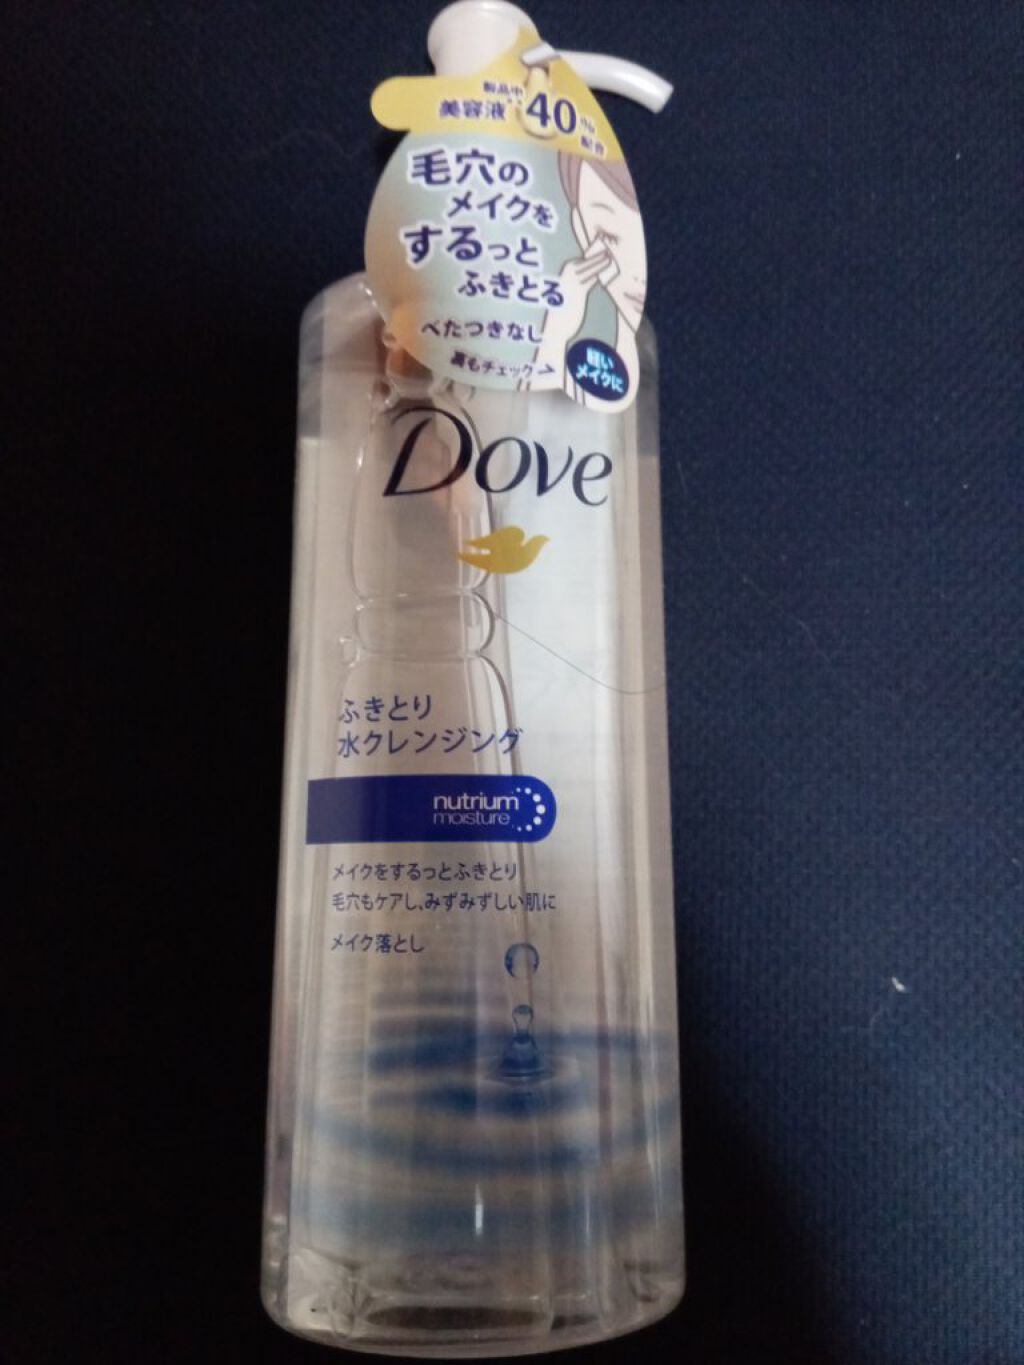 製品中
美容液** 40%
配合
毛穴の
メイクを
するっと
ふきとる
べたつきなし
裏もチェック→
軽い
メイクに
Dove
ふきとり
水クレンジング
nutrium
moisture
メイクをするっとふきとり
毛穴もケアし、みずみずしい肌に
メイク落とし